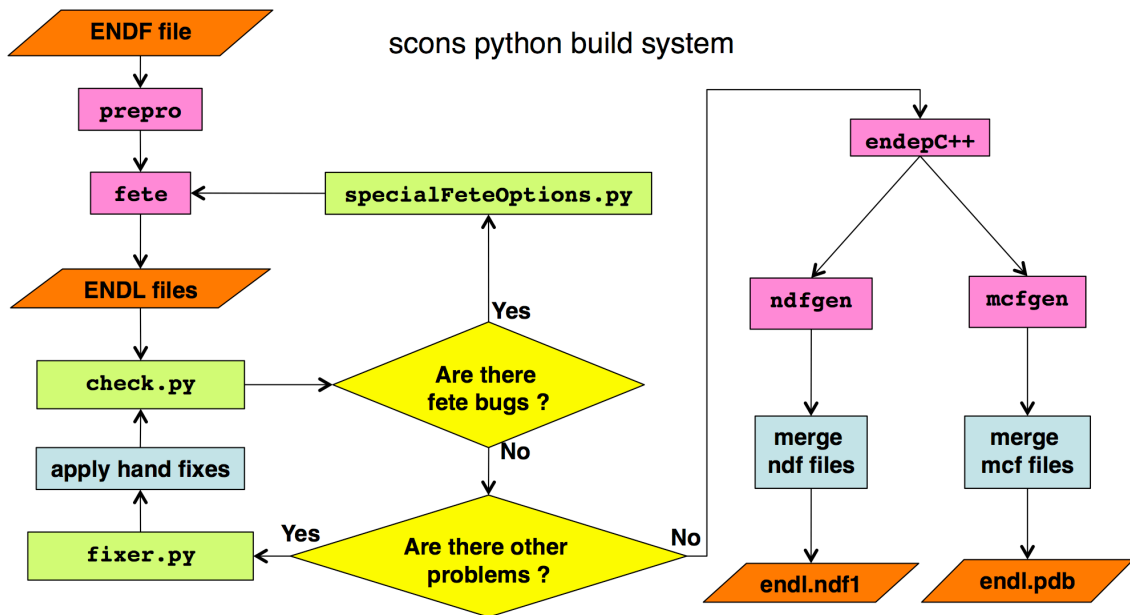 ENDF file
scons python build system
prepro
endepC++
fete
specialFeteOptions.py
ENDL files
ndfgen
mcfgen
Yes
check.py
Are there
fete bugs ?
merge
ndf files
merge
mcf files
No
apply hand fixes
Yes
No
fixer.py
Are there other
problems ?
endl.ndf1
endl.pdb